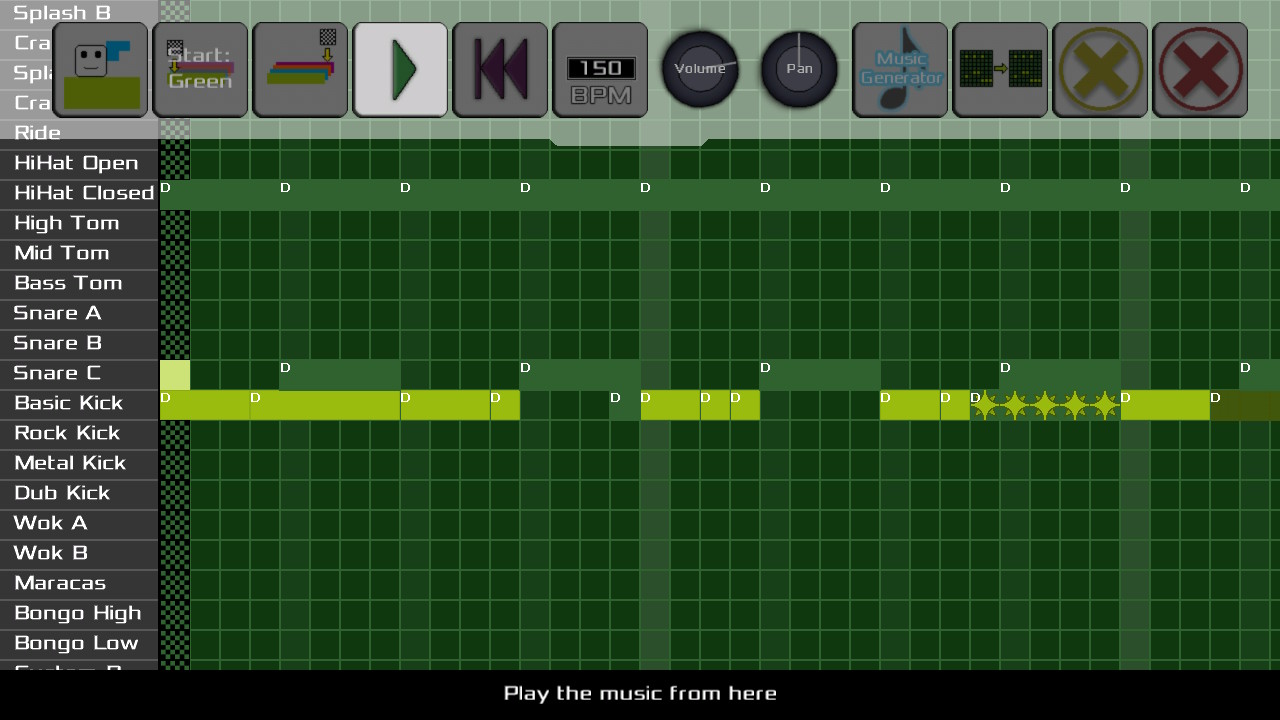 Splash B
Cra
Start:
Green
150
BPM
Volume
Pan
Music
Generator
Spl
Cra
Ride
HiHat Open
HiHat Closed
D D D D D D D D D D
High Tom
Mid Tom
Bass Tom
Snare A
Snare B
Snare C
D D D D D
Basic Kick
D D D D D D D D D D D D D
Rock Kick
Metal Kick
Dub Kick
Wok A
Wok B
Maracas
Bongo High
Bongo Low
Play the music from here